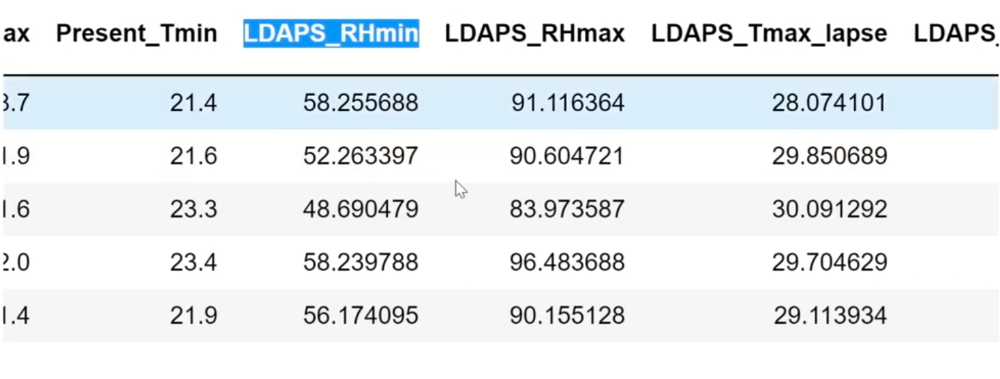 ax Present_Tmin LDAPS_RHmin LDAPS_RHmax LDAPS_Tmax_lapse LDAPS_
3.7 21.4 58.255688 91.116364 28.074101
1.9 21.6 52.263397 90.604721 29.850689
1.6 23.3 48.690479 83.973587 30.091292
2.0 23.4 58.239788 96.483688 29.704629
1.4 21.9 56.174095 90.155128 29.113934